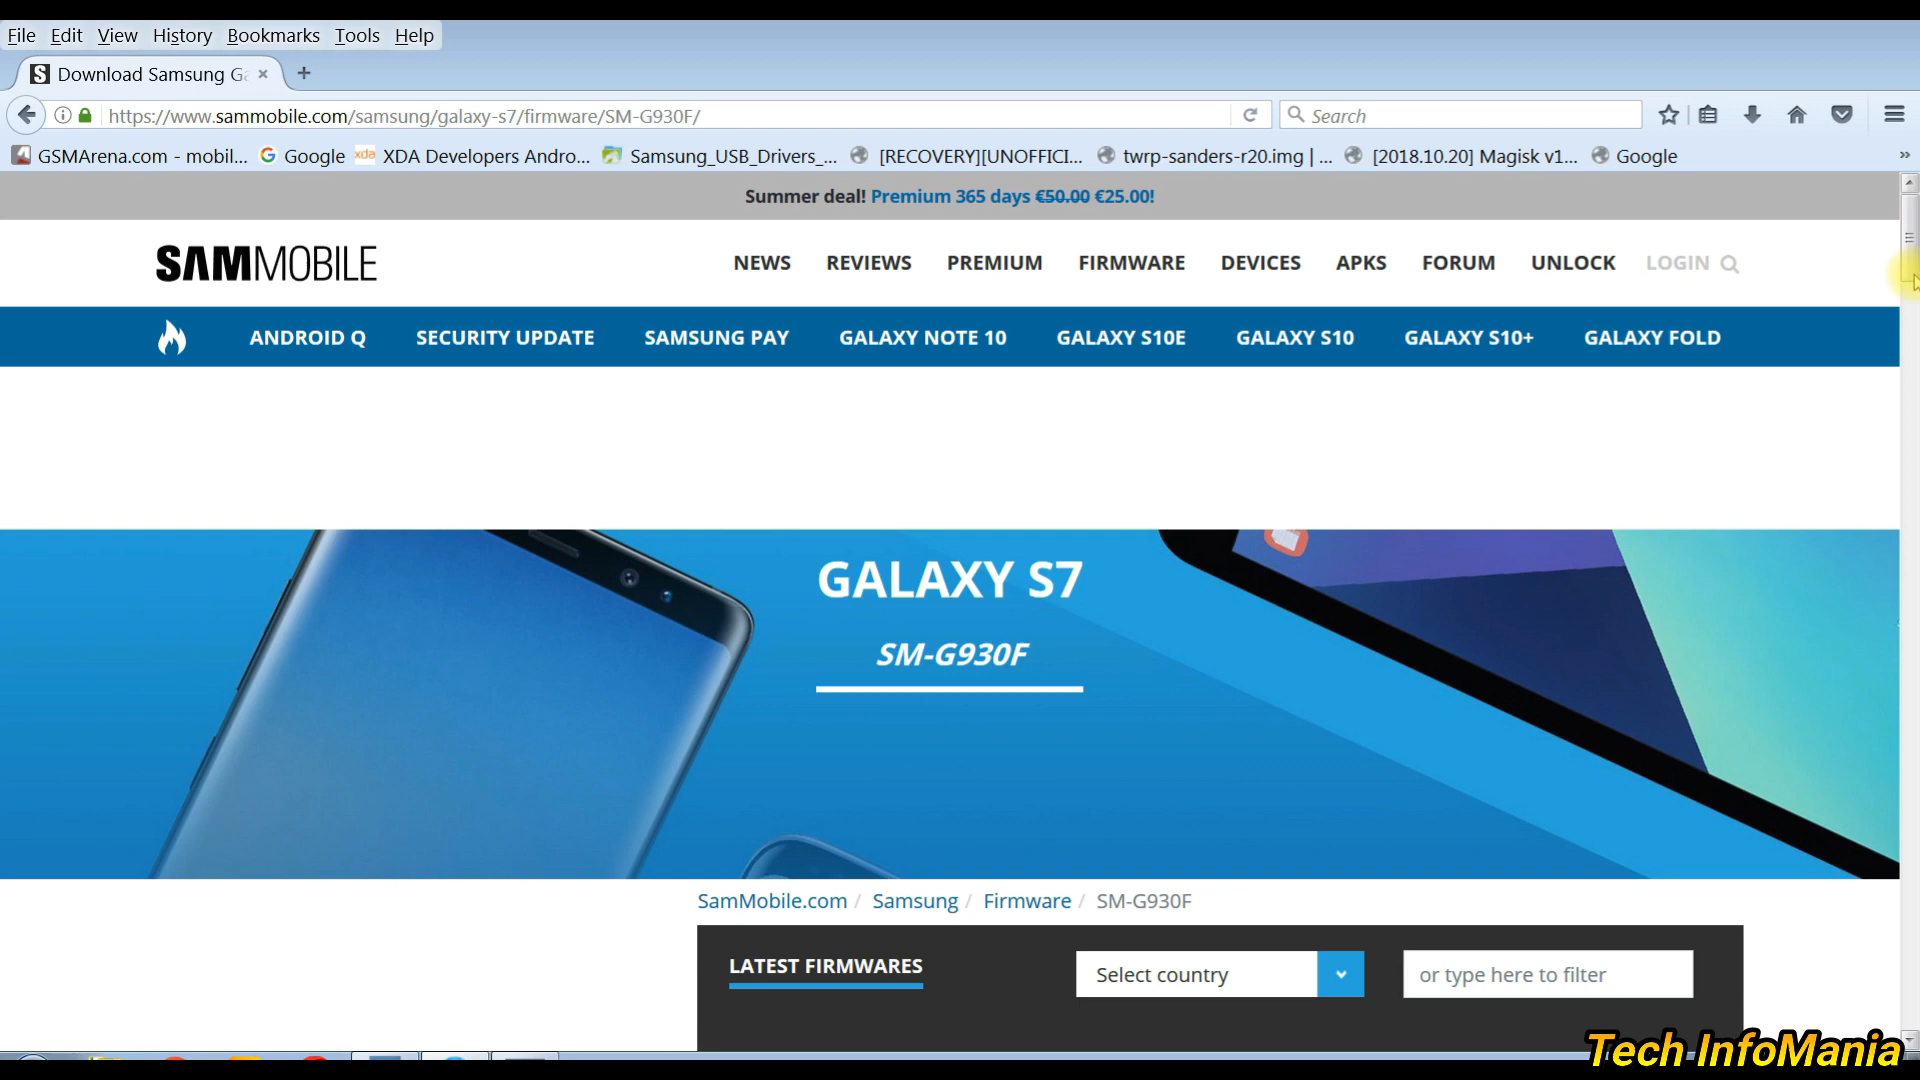 File Edit View History Bookmarks Tools Help
Download Samsung Ga
https://www.sammobile.com/samsung/galaxy-s7/firmware/SM-G930F/
Search
GSMArena.com - mobil... Google XDA Developers Andro... Samsung_USB_Drivers_... [RECOVERY][UNOFFICI... twrp-sanders-r20.img | ... [2018.10.20] Magisk v1... Google
Summer deal! Premium 365 days €50.00 €25.00!
SAMMOBILE
NEWS REVIEWS PREMIUM FIRMWARE DEVICES APKS FORUM UNLOCK LOGIN
ANDROID Q SECURITY UPDATE SAMSUNG PAY GALAXY NOTE 10 GALAXY S10E GALAXY S10 GALAXY S10+ GALAXY FOLD
GALAXY S7
SM-G930F
SamMobile.com / Samsung / Firmware / SM-G930F
LATEST FIRMWARES
Select country
or type here to filter
Tech InfoMania